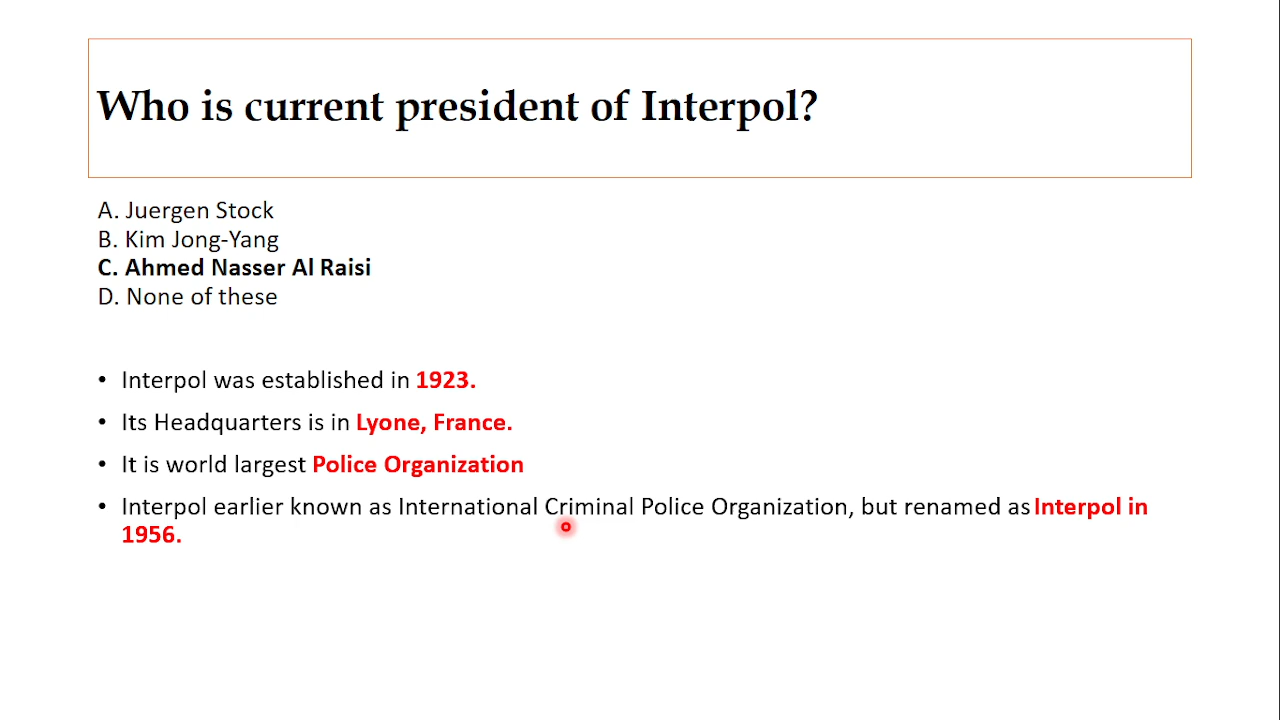 Who is current president of Interpol?
A. Juergen Stock
B. Kim Jong-Yang
C. Ahmed Nasser Al Raisi
D. None of these
• Interpol was established in 1923.
• Its Headquarters is in Lyone, France.
• It is world largest Police Organization
• Interpol earlier known as International Criminal Police Organization, but renamed as Interpol in
1956.